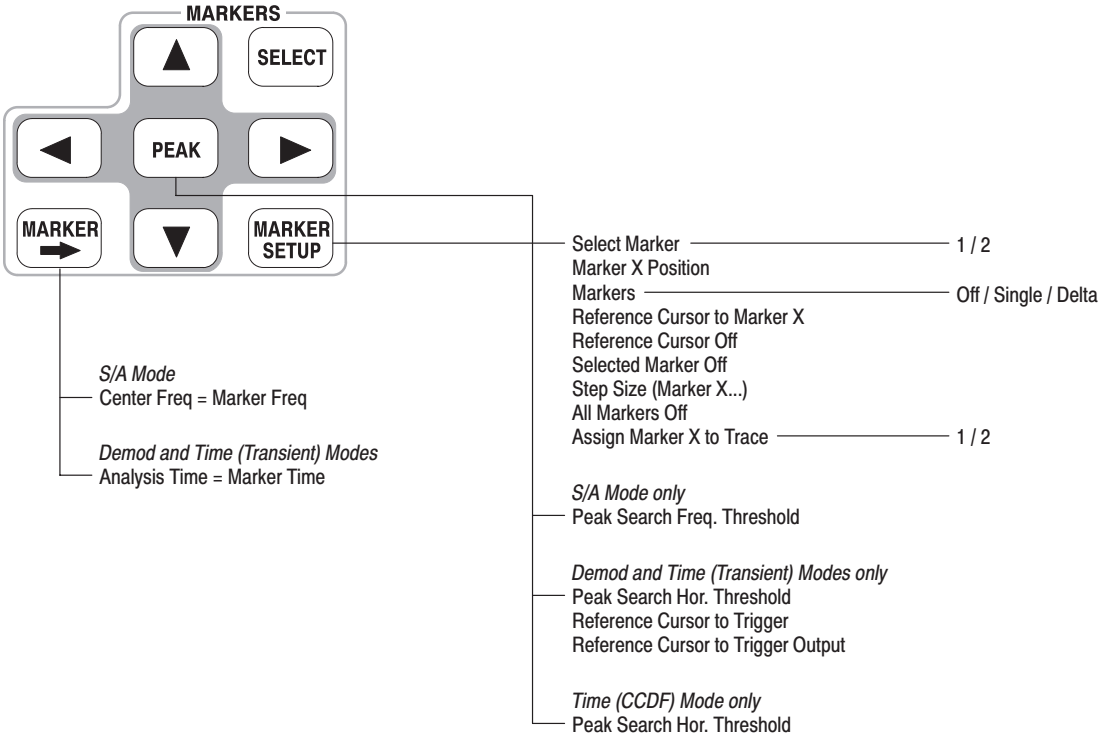 MARKERS
SELECT
PEAK
MARKER
MARKER
SETUP
Select Marker 1 / 2
Marker X Position
Markers Off / Single / Delta
Reference Cursor to Marker X
Reference Cursor Off
Selected Marker Off
Step Size (Marker X...)
All Markers Off
Assign Marker X to Trace 1 / 2
S/A Mode
Center Freq = Marker Freq
Demod and Time (Transient) Modes
Analysis Time = Marker Time
S/A Mode only
Peak Search Freq. Threshold
Demod and Time (Transient) Modes only
Peak Search Hor. Threshold
Reference Cursor to Trigger
Reference Cursor to Trigger Output
Time (CCDF) Mode only
Peak Search Hor. Threshold